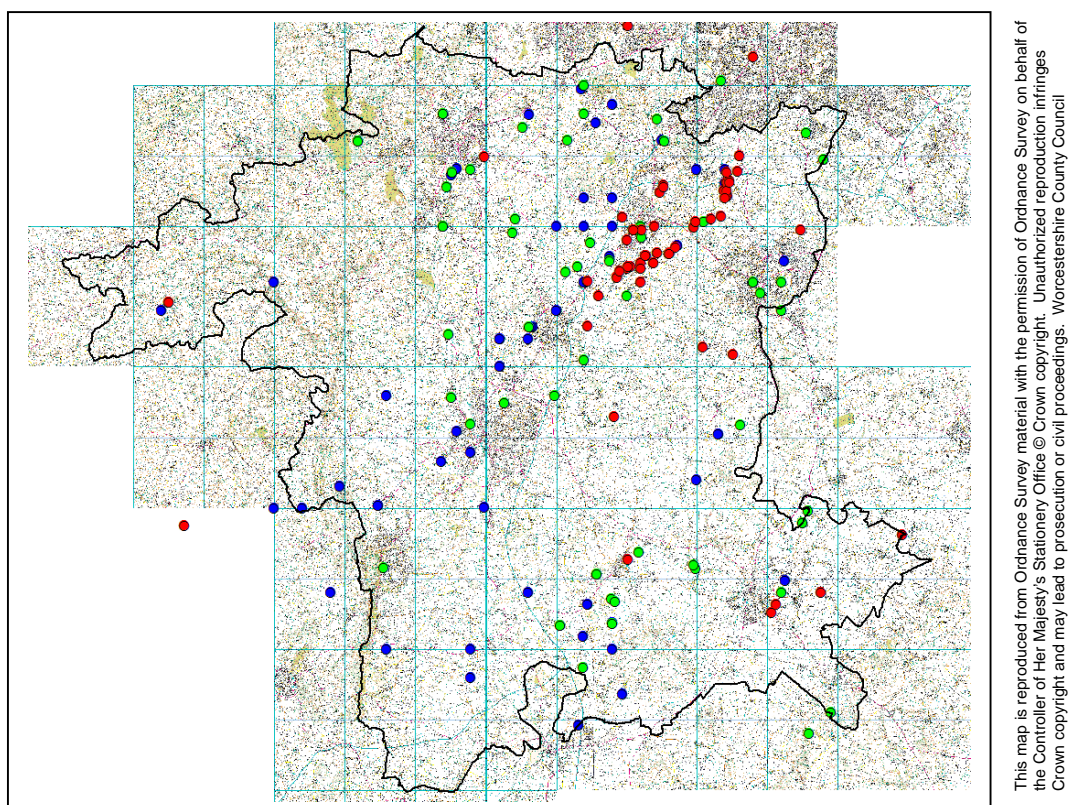 This map is reproduced from Ordnance Survey material with the permission of Ordnance Survey on behalf of
the Controller of Her Majesty's Stationery Office © Crown copyright. Unauthorized reproduction infringes
Crown copyright and may lead to prosecution or civil proceedings. Worcestershire County Council